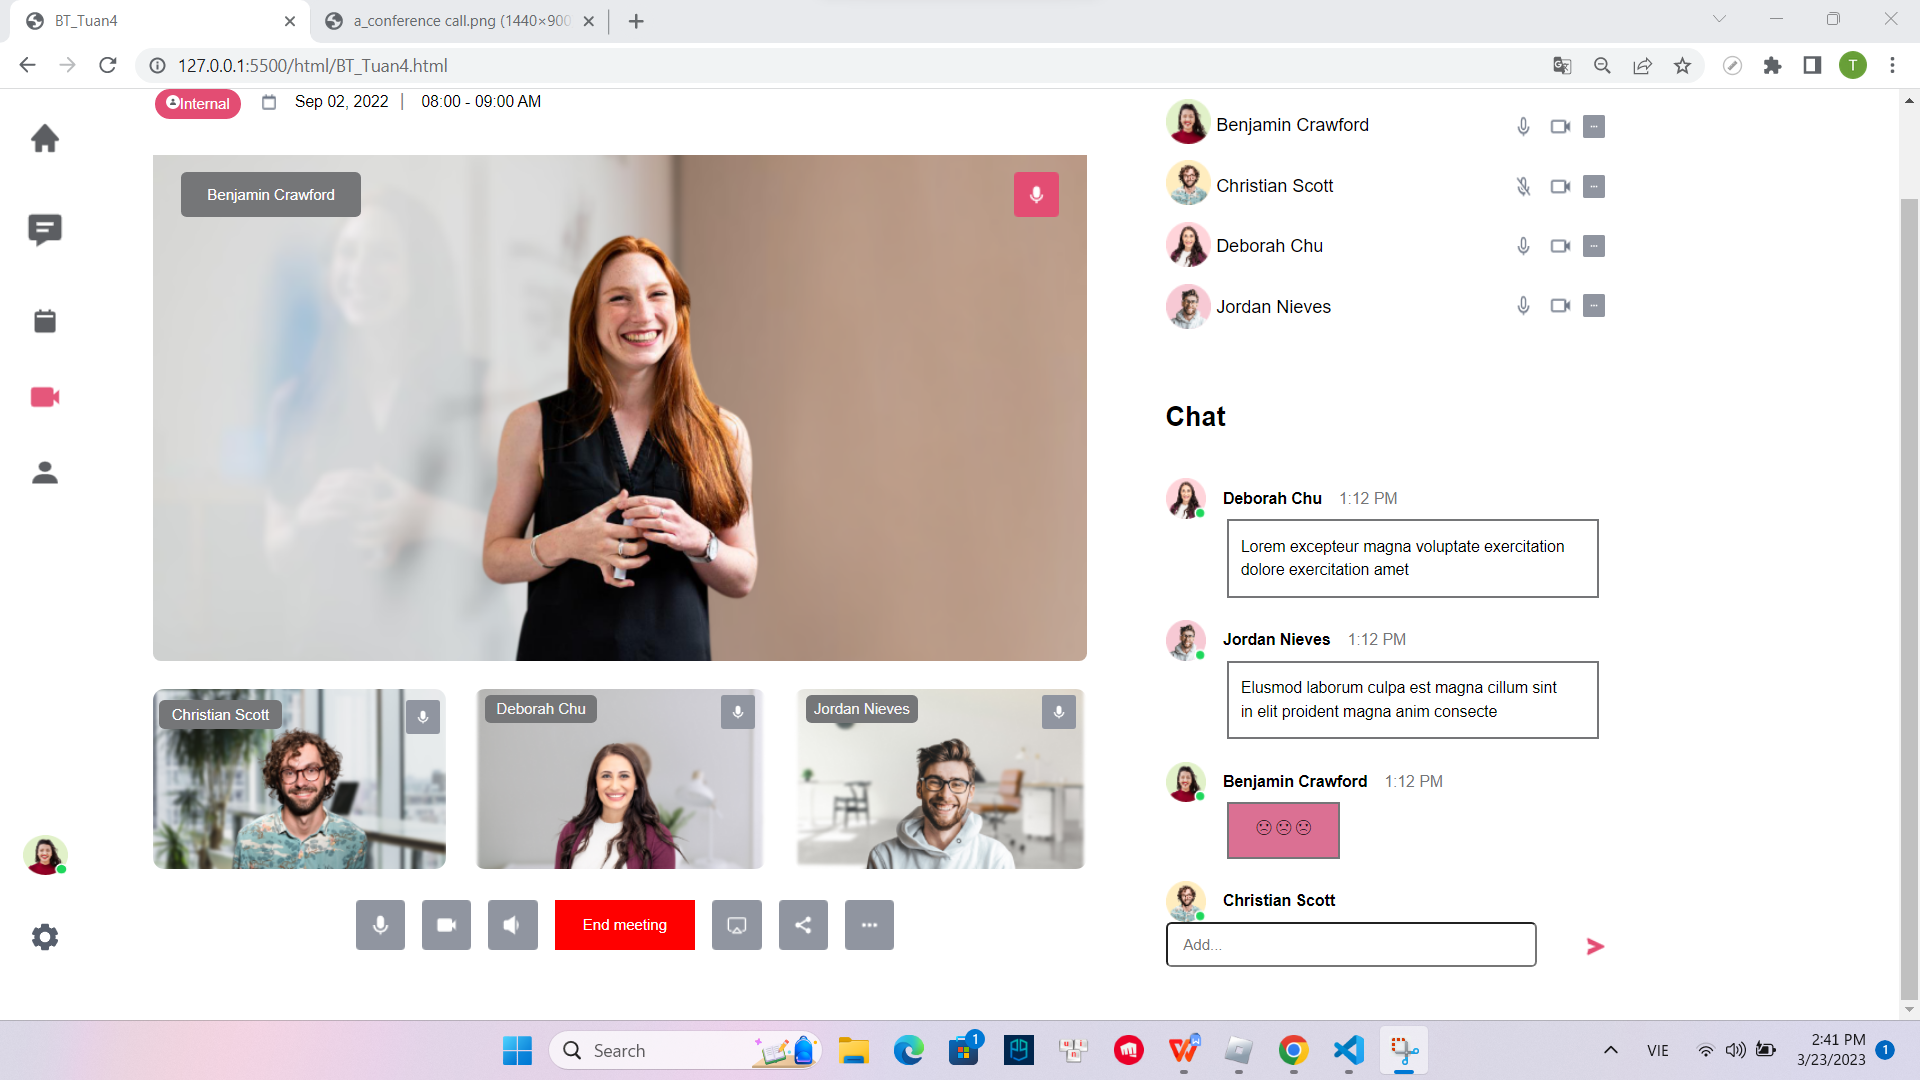 BT_Tuan4
a_conference call.png (1440×900
127.0.0.1:5500/html/BT_Tuan4.html
T
Internal
Sep 02, 2022 | 08:00 - 09:00 AM
Benjamin Crawford
Christian Scott
Deborah Chu
Jordan Nieves
End meeting
Benjamin Crawford
Christian Scott
Deborah Chu
Jordan Nieves
Chat
Deborah Chu 1:12 PM
Lorem excepteur magna voluptate exercitation
dolore exercitation amet
Jordan Nieves 1:12 PM
Elusmod laborum culpa est magna cillum sint
in elit proident magna anim consecte
Benjamin Crawford 1:12 PM
☹☹☹
Christian Scott
Add...
Search
1
VIE
2:41 PM
3/23/2023
1